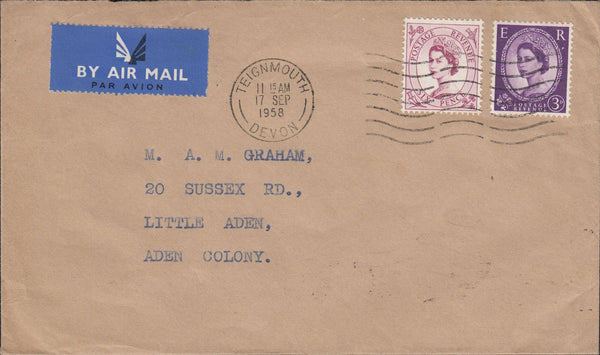 BY AIR MAIL
PAR AVION
TEIGNMOUTH
11 15 AM
17 SEP
1958
DEVON
POSTAGE REVENUE
E R
POSTAGE
3D
M. A. M. GRAHAM,
20 SUSSEX RD.,
LITTLE ADEN,
ADEN COLONY.